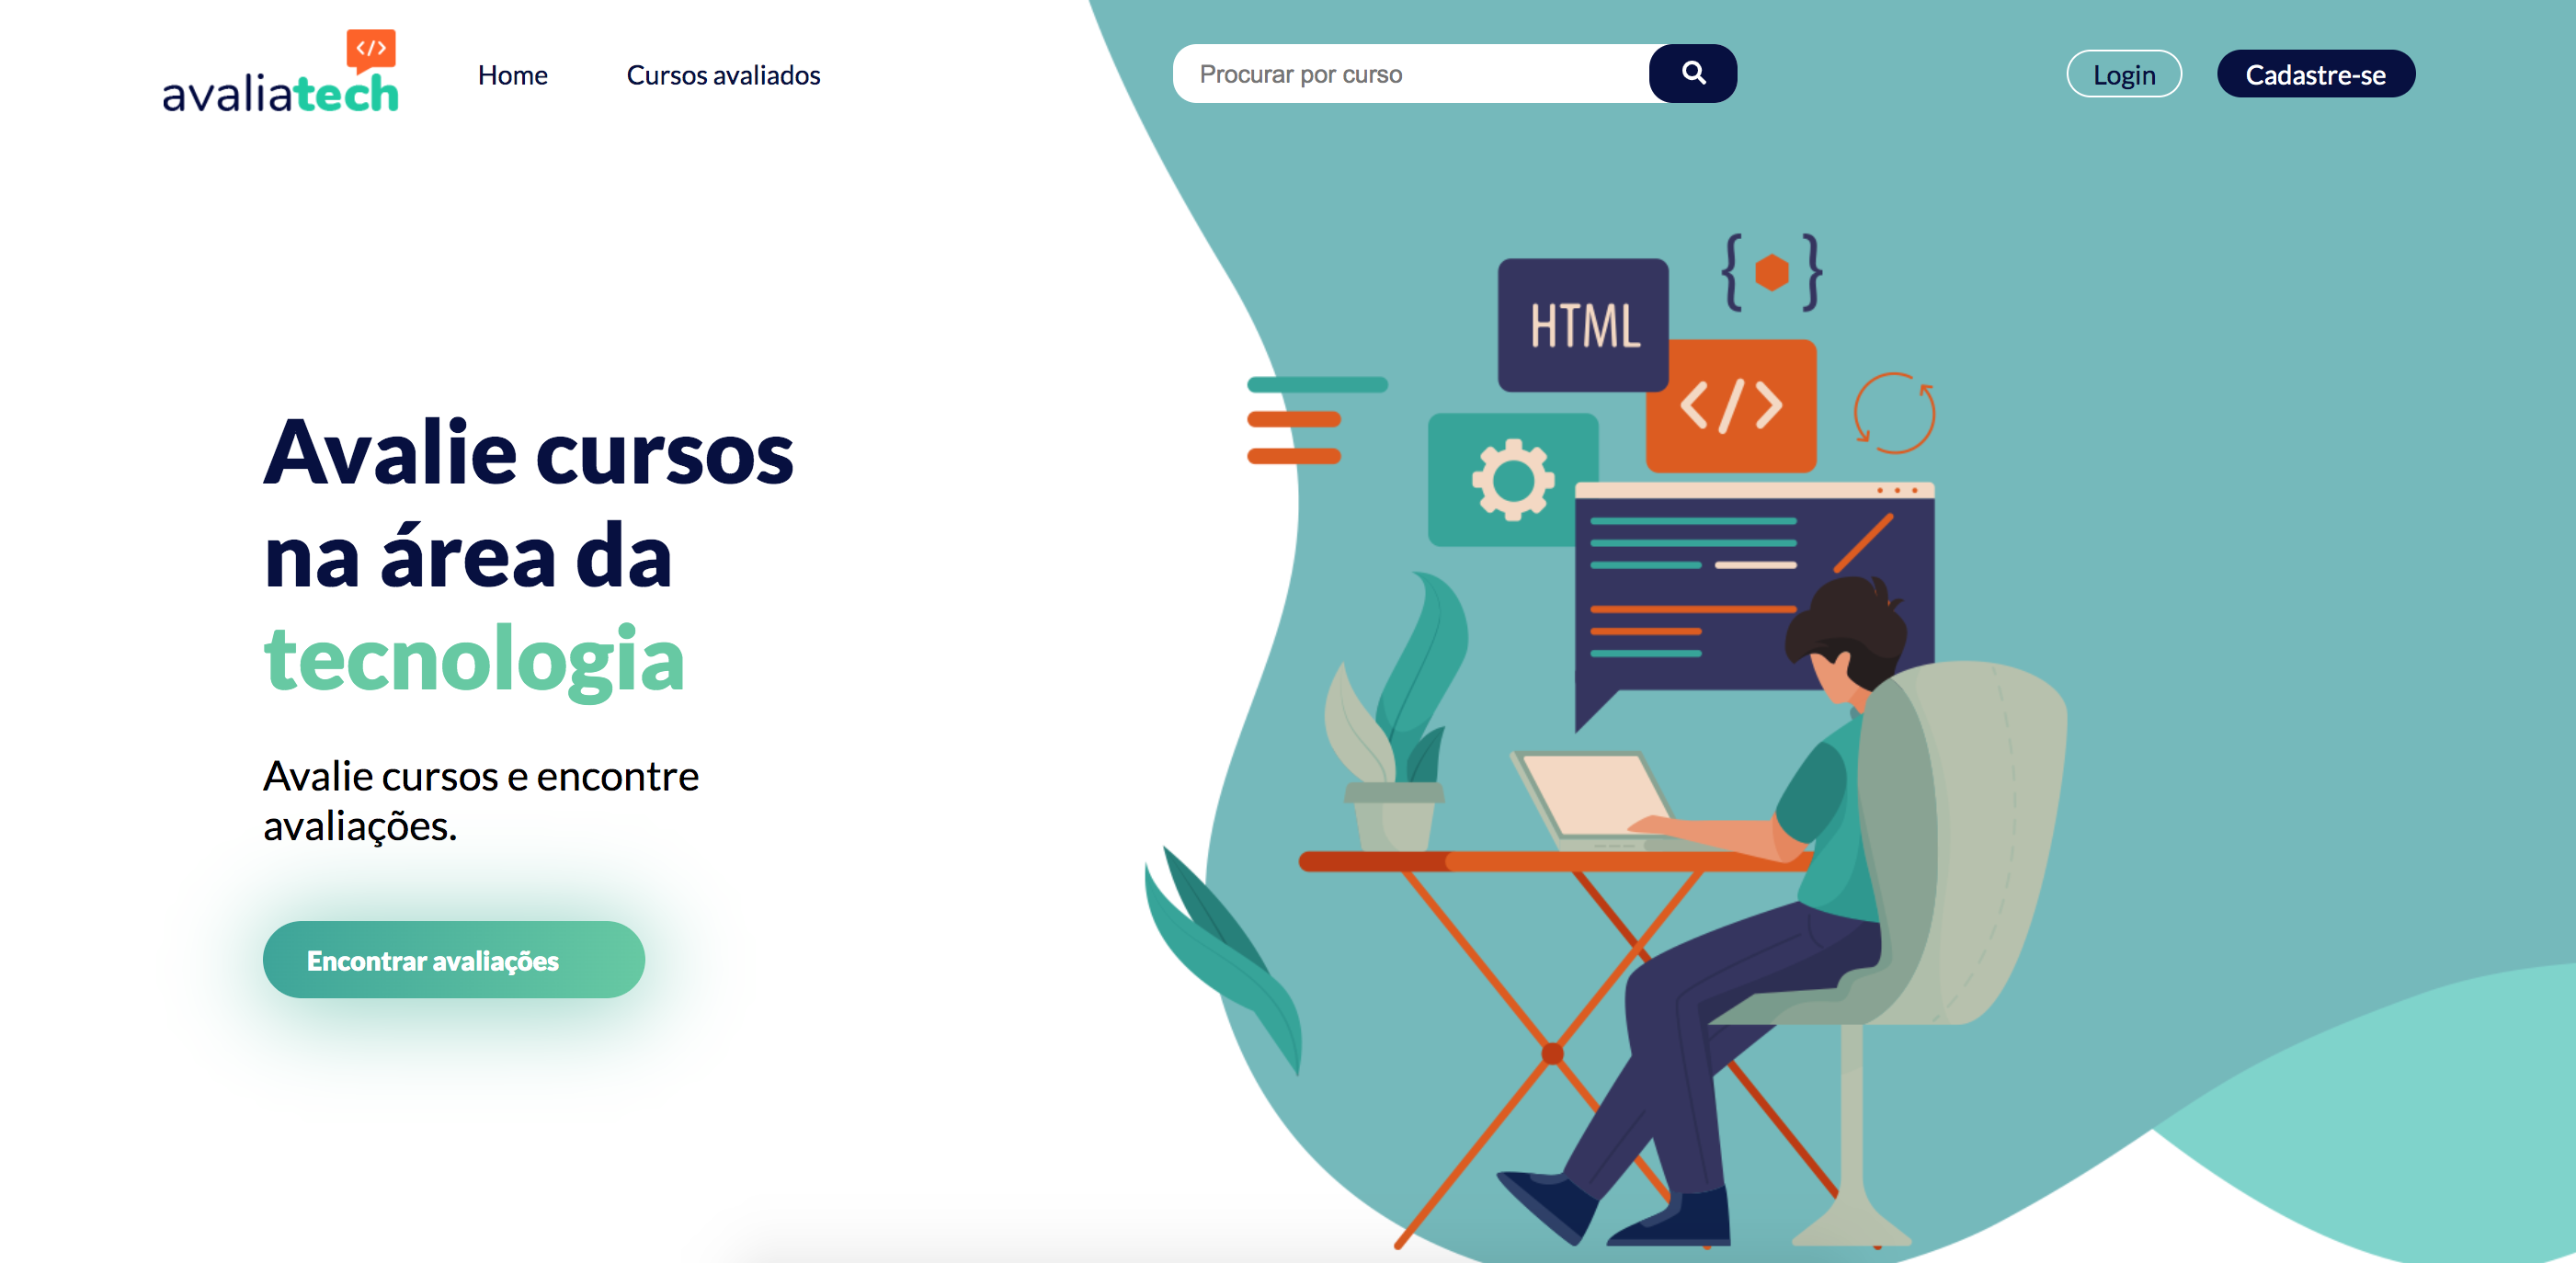 </>
avaliatech
Home
Cursos avaliados
Procurar por curso
Login
Cadastre-se
{ }
HTML
</>
Avalie cursos
na área da
tecnologia
Avalie cursos e encontre
avaliações.
Encontrar avaliações